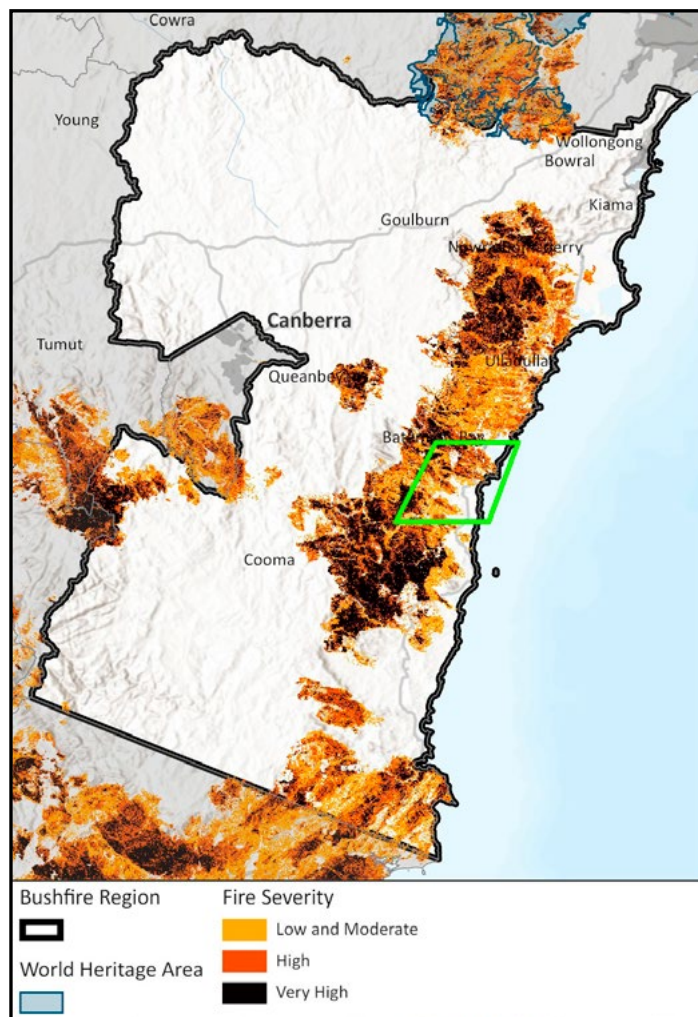 Cowra
Young
Wollongong
Bowral
Kiama
Goulburn
Canberra
Tumut
Queanbey
Ulladulla
Cooma
Bushfire Region
Fire Severity
Low and Moderate
World Heritage Area
High
Very High